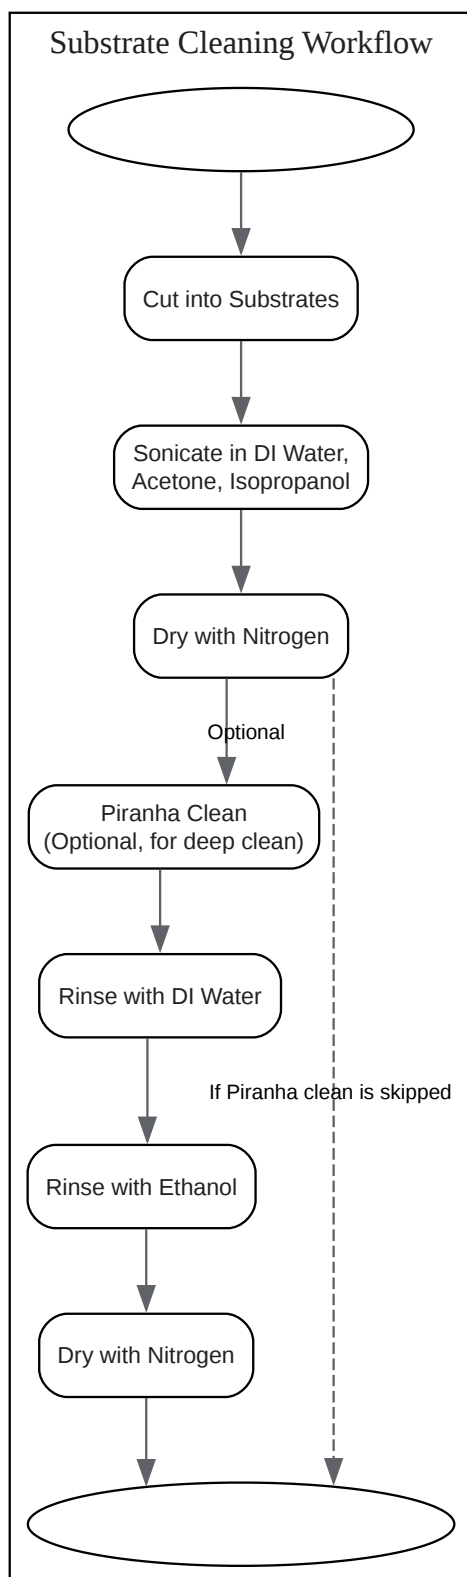 Substrate Cleaning Workflow
Cut into Substrates
Sonicate in DI Water,
Acetone, Isopropanol
Dry with Nitrogen
Optional
Piranha Clean
(Optional, for deep clean)
Rinse with DI Water
If Piranha clean is skipped
Rinse with Ethanol
Dry with Nitrogen